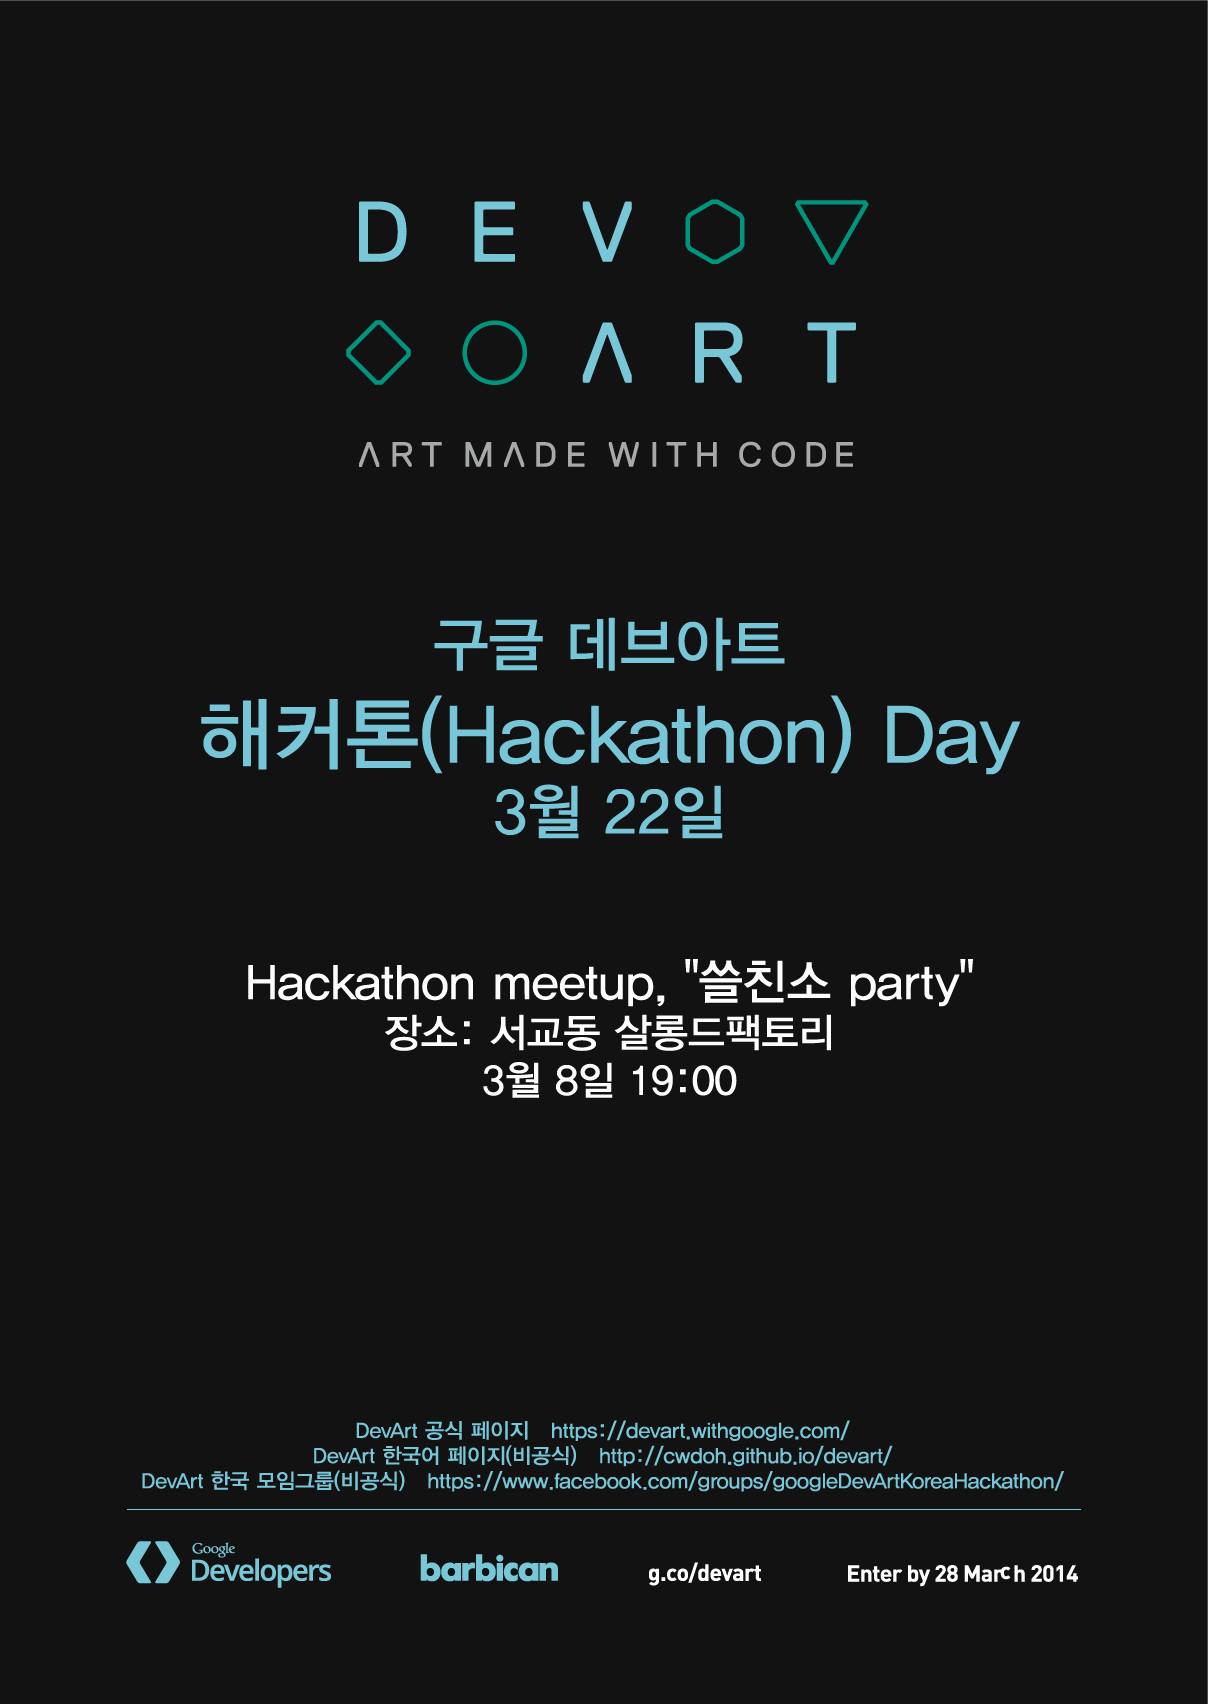 DEV
ART
ART MADE WITH CODE
구글 데브아트
해커톤(Hackathon) Day
3월 22일
Hackathon meetup, "쓸친소 party"
장소: 서교동 살롱드팩토리
3월 8일 19:00
DevArt 공식 페이지 https://devart.withgoogle.com/
DevArt 한국어 페이지(비공식) http://cwdoh.github.io/devart/
DevArt 한국 모임그룹(비공식) https://www.facebook.com/groups/googleDevArtKoreaHackathon/
Google Developers barbican g.co/devart Enter by 28 March 2014